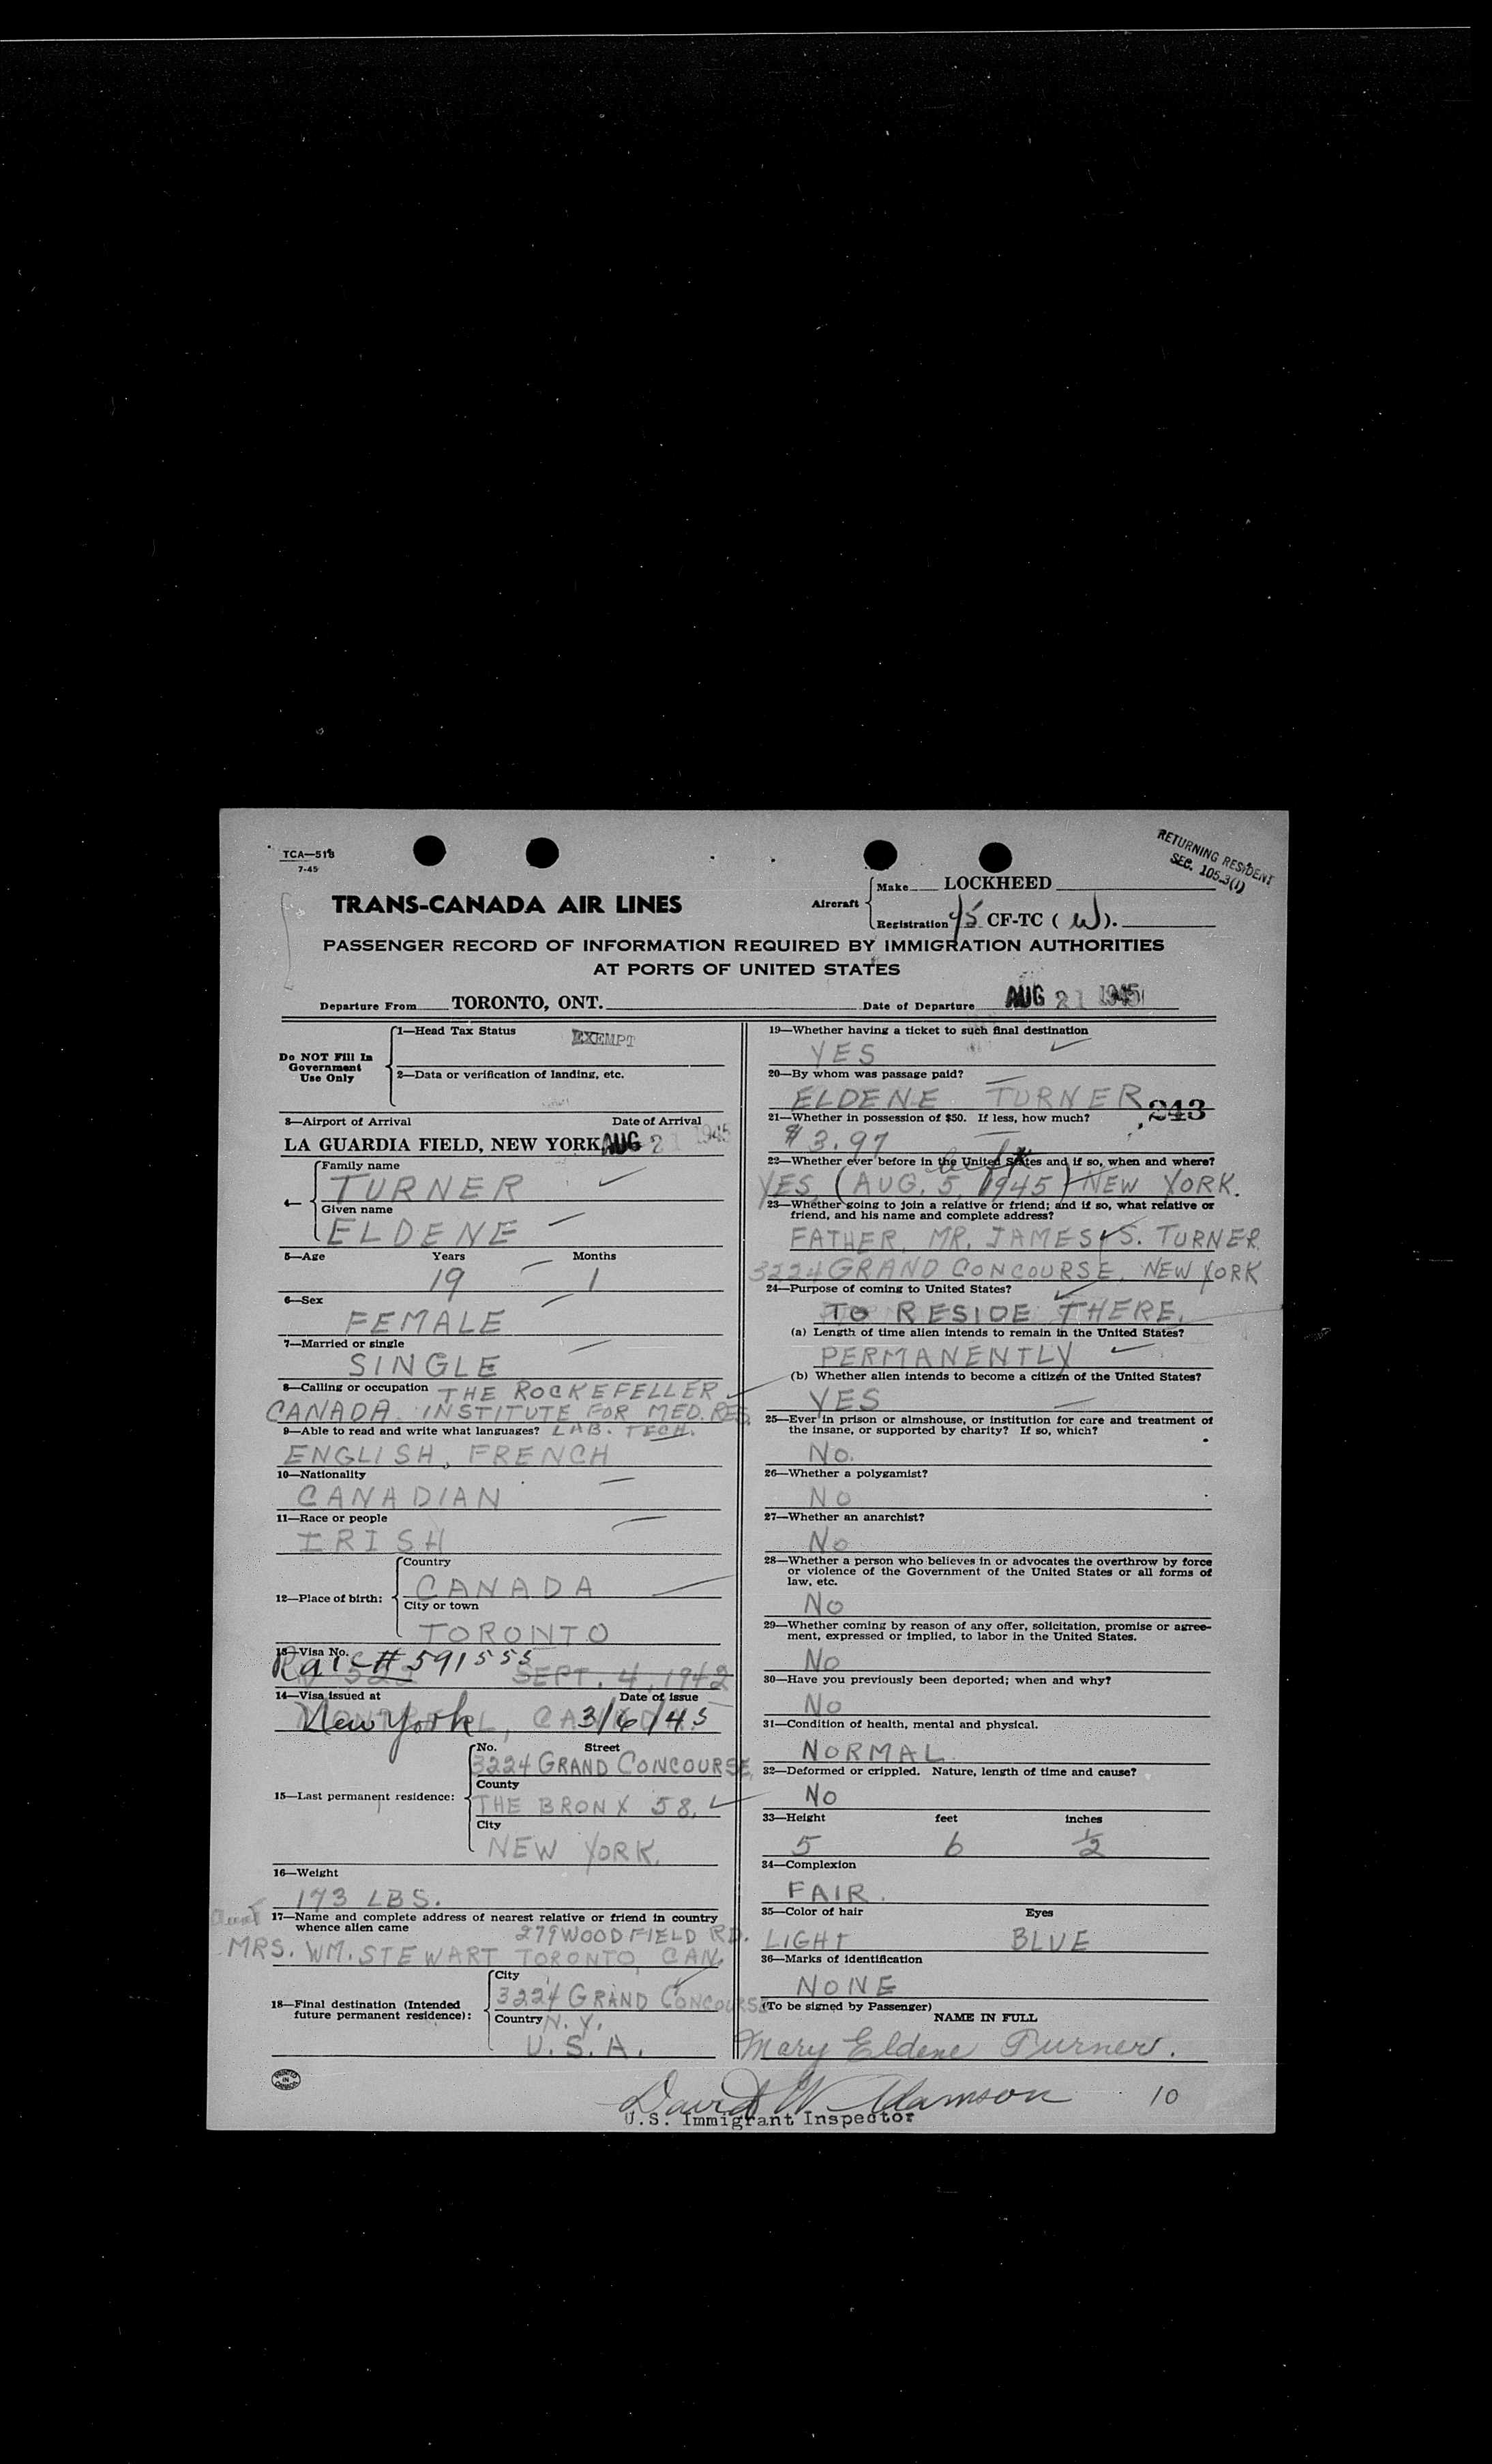 TCA—518
7-45
RETURNING RESIDENT
SEC. 105.3(1)
TRANS-CANADA AIR LINES
Aircraft
Make LOCKHEED
Registration 45 CF-TC ( W ).
PASSENGER RECORD OF INFORMATION REQUIRED BY IMMIGRATION AUTHORITIES
AT PORTS OF UNITED STATES
Departure From TORONTO, ONT. Date of Departure AUG 21 1945
Do NOT Fill In
Government
Use Only
1—Head Tax Status EXEMPT
2—Data or verification of landing, etc.
3—Airport of Arrival Date of Arrival
LA GUARDIA FIELD, NEW YORK AUG 21 1945
4—
Family name
TURNER
Given name
ELDENE
5—Age Years Months
19 1
6—Sex
FEMALE
7—Married or single
SINGLE
8—Calling or occupation THE ROCKEFELLER
CANADA. INSTITUTE FOR MED. RES.
9—Able to read and write what languages? LAB. TECH.
ENGLISH, FRENCH
10—Nationality
CANADIAN
11—Race or people
IRISH
12—Place of birth:
Country
CANADA
City or town
TORONTO
13—Visa No.
# 591555
SEPT. 4, 1942
14—Visa issued at Date of issue
New York 3/6/45
MONTREAL, CANADA
15—Last permanent residence:
No. Street
3224 GRAND CONCOURSE,
County
THE BRONX 58,
City
NEW YORK.
16—Weight
173 LBS.
17—Name and complete address of nearest relative or friend in country
whence alien came
Aunt
279 WOODFIELD RD.
MRS. WM. STEWART TORONTO, CAN.
18—Final destination (Intended
future permanent residence):
City
3224 GRAND CONCOURSE
Country N.Y.
U.S.A.
19—Whether having a ticket to such final destination
YES
20—By whom was passage paid?
ELDENE TURNER
243
21—Whether in possession of $50. If less, how much?
$3.97
22—Whether ever before in the United States and if so, when and where?
YES, (AUG. 5, 1945) NEW YORK.
left
23—Whether going to join a relative or friend; and if so, what relative or
friend, and his name and complete address?
FATHER, MR. JAMES S. TURNER
3224 GRAND CONCOURSE, NEW YORK
24—Purpose of coming to United States?
TO RESIDE THERE.
(a) Length of time alien intends to remain in the United States?
PERMANENTLY
(b) Whether alien intends to become a citizen of the United States?
YES
25—Ever in prison or almshouse, or institution for care and treatment of
the insane, or supported by charity? If so, which?
NO.
26—Whether a polygamist?
NO
27—Whether an anarchist?
NO
28—Whether a person who believes in or advocates the overthrow by force
or violence of the Government of the United States or all forms of
law, etc.
NO
29—Whether coming by reason of any offer, solicitation, promise or agree-
ment, expressed or implied, to labor in the United States.
NO
30—Have you previously been deported; when and why?
NO
31—Condition of health, mental and physical.
NORMAL
32—Deformed or crippled. Nature, length of time and cause?
NO
33—Height feet inches
5 6 1/2
34—Complexion
FAIR.
35—Color of hair Eyes
LIGHT BLUE
36—Marks of identification
NONE
(To be signed by Passenger)
NAME IN FULL
Mary Eldene Turner.
PRINTED
IN
CANADA
David W Adamson 10
U.S. Immigrant Inspector